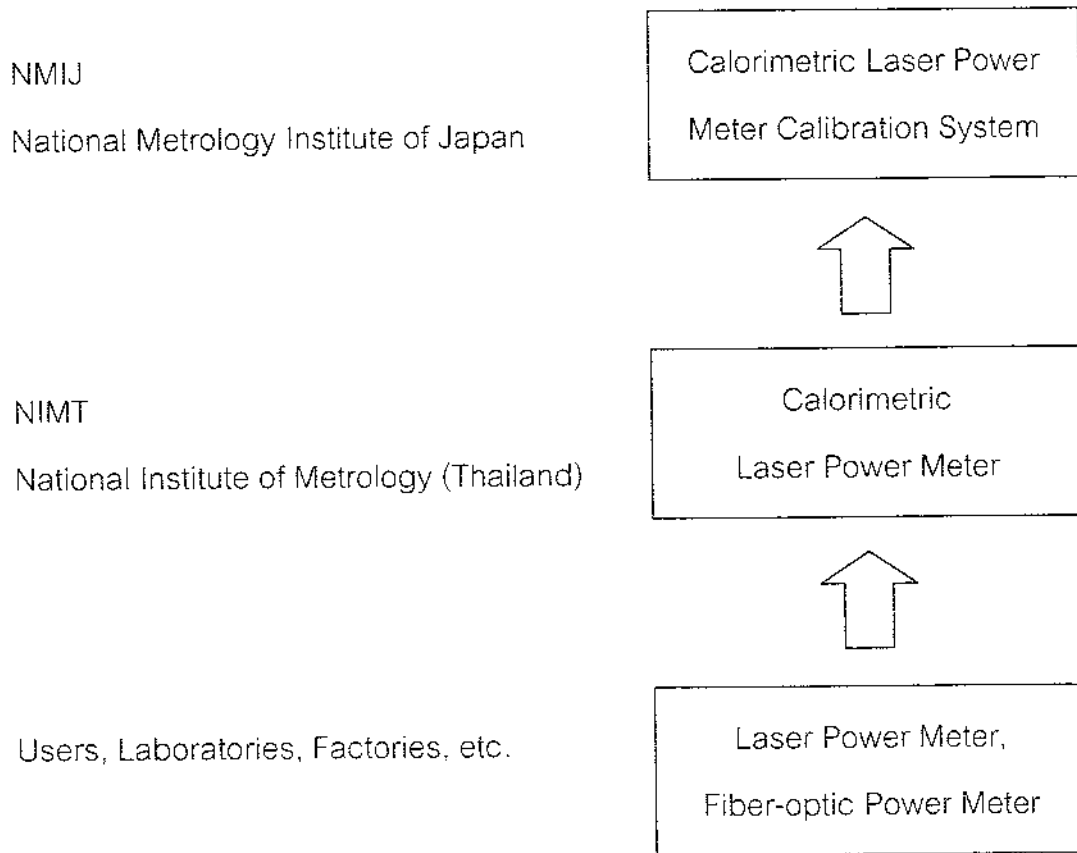 NMIJ
National Metrology Institute of Japan
Calorimetric Laser Power
Meter Calibration System
NIMT
National Institute of Metrology (Thailand)
Calorimetric
Laser Power Meter
Users, Laboratories, Factories, etc.
Laser Power Meter,
Fiber-optic Power Meter